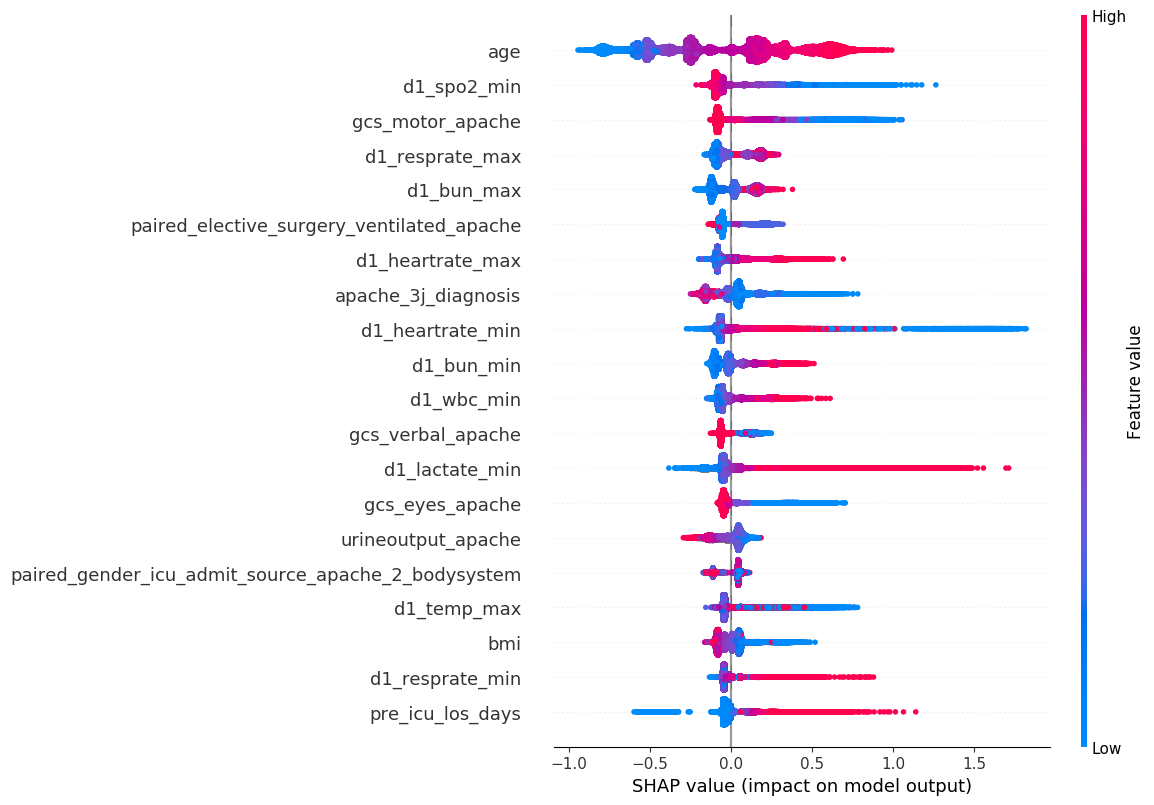 High
age
d1_spo2_min
gcs_motor_apache
d1_resprate_max
d1_bun_max
paired_elective_surgery_ventilated_apache
d1_heartrate_max
apache_3j_diagnosis
d1_heartrate_min
d1_bun_min
d1_wbc_min
gcs_verbal_apache
d1_lactate_min
gcs_eyes_apache
urineoutput_apache
paired_gender_icu_admit_source_apache_2_bodysystem
d1_temp_max
bmi
d1_resprate_min
pre_icu_los_days
Feature value
Low
−1.0 −0.5 0.0 0.5 1.0 1.5
SHAP value (impact on model output)